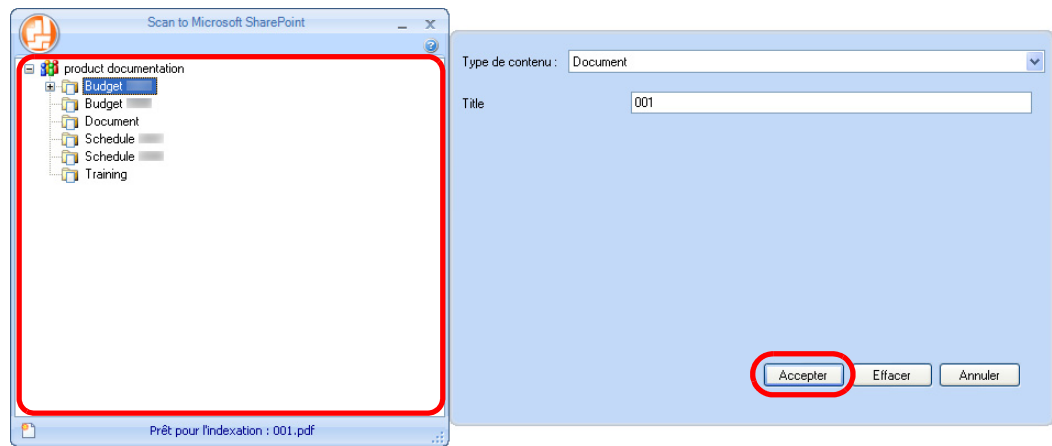 Scan to Microsoft SharePoint
product documentation
Budget
Budget
Document
Schedule
Schedule
Training
Prêt pour l'indexation : 001.pdf
Type de contenu : Document
Title 001
Accepter Effacer Annuler